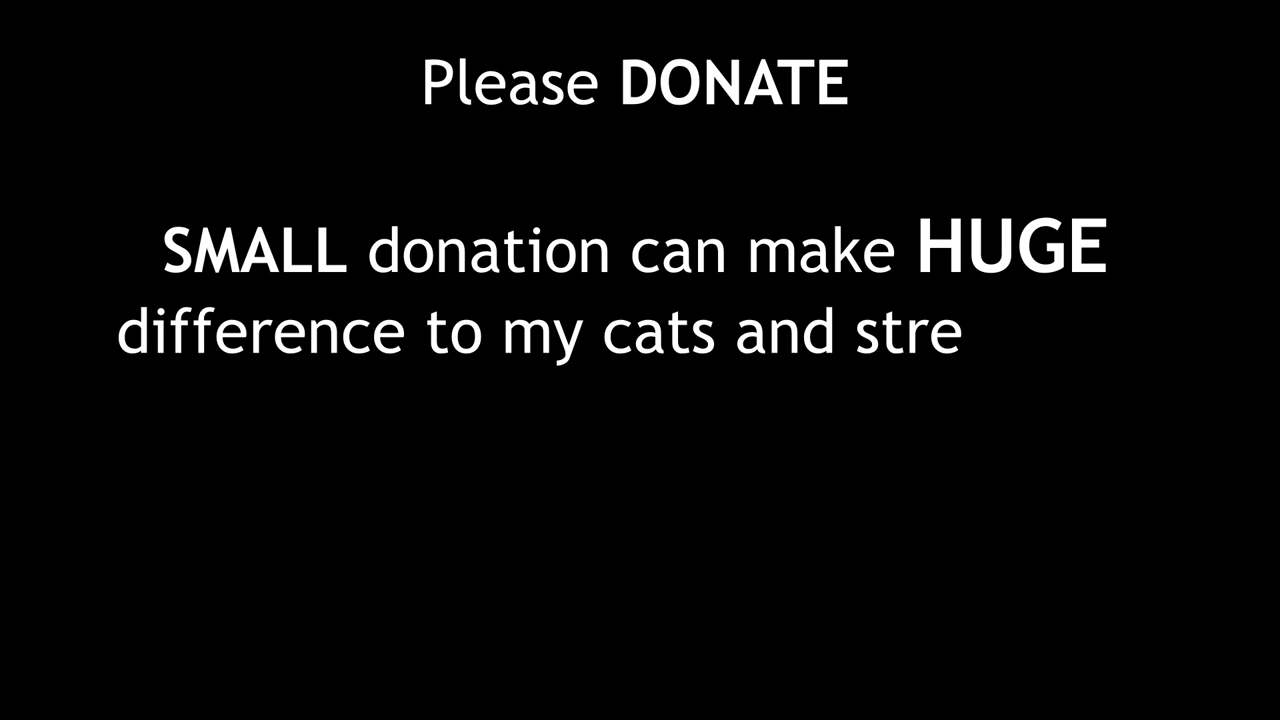 Please DONATE
SMALL donation can make HUGE
difference to my cats and stre